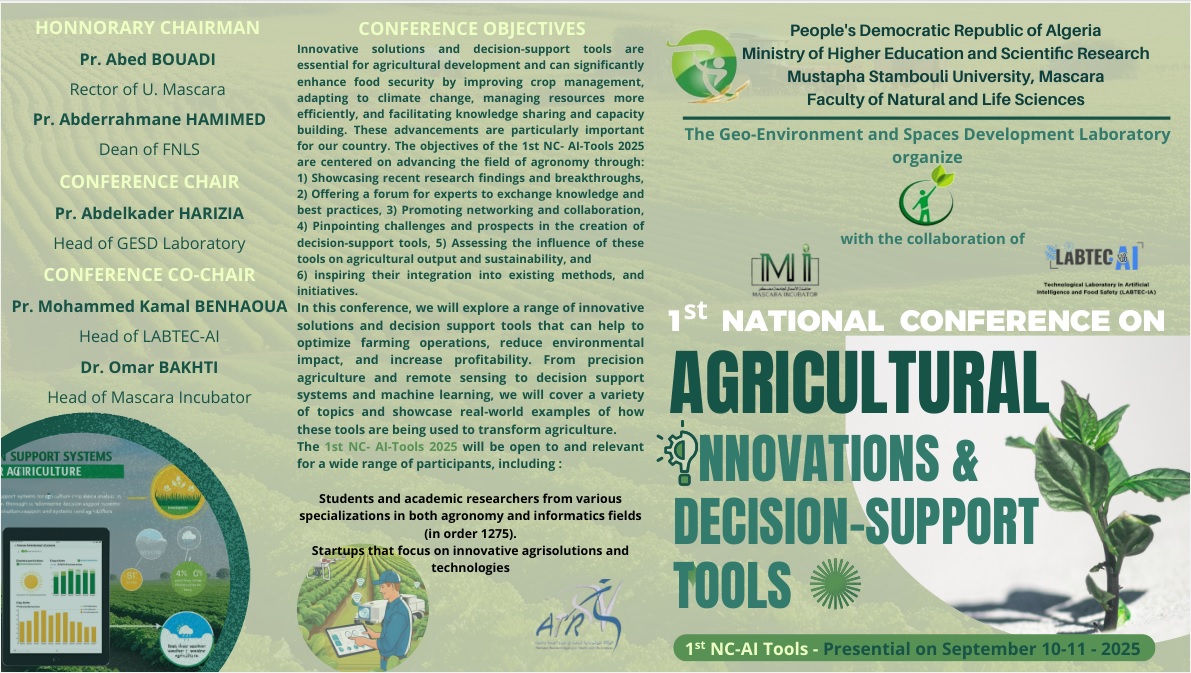 HONNORARY CHAIRMAN
Pr. Abed BOUADI
Rector of U. Mascara
Pr. Abderrahmane HAMIMED
Dean of FNLS
CONFERENCE CHAIR
Pr. Abdelkader HARIZIA
Head of GESD Laboratory
CONFERENCE CO-CHAIR
Pr. Mohammed Kamal BENHAOUA
Head of LABTEC-AI
Dr. Omar BAKHTI
Head of Mascara Incubator
SUPPORT SYSTEMS
CONFERENCE OBJECTIVES
Innovative solutions and decision-support tools are
essential for agricultural development and can significantly
enhance food security by improving crop management,
adapting to climate change, managing resources more
efficiently, and facilitating knowledge sharing and capacity
building. These advancements are particularly important
for our country. The objectives of the 1st NC- AI-Tools 2025
are centered on advancing the field of agronomy through:
1) Showcasing recent research findings and breakthroughs,
2) Offering a forum for experts to exchange knowledge and
best practices, 3) Promoting networking and collaboration,
4) Pinpointing challenges and prospects in the creation of
decision-support tools, 5) Assessing the influence of these
tools on agricultural output and sustainability, and
6) inspiring their integration into existing methods, and
initiatives.
In this conference, we will explore a range of innovative
solutions and decision support tools that can help to
optimize farming operations, reduce environmental
impact, and increase profitability. From precision
agriculture and remote sensing to decision support
systems and machine learning, we will cover a variety
of topics and showcase real-world examples of how
these tools are being used to transform agriculture.
The 1st NC- AI-Tools 2025 will be open to and relevant
for a wide range of participants, including :
Students and academic researchers from various
specializations in both agronomy and informatics fields
(in order 1275).
Startups that focus on innovative agrisolutions and
technologies
People's Democratic Republic of Algeria
Ministry of Higher Education and Scientific Research
Mustapha Stambouli University, Mascara
Faculty of Natural and Life Sciences
The Geo-Environment and Spaces Development Laboratory
organize
with the collaboration of
MASCARA INCUBATOR
LABTEC AI
Technological Laboratory in Artificial
Intelligence and Food Safety (LABTEC-IA)
1st NATIONAL CONFERENCE ON
AGRICULTURAL
INNOVATIONS &
DECISION-SUPPORT
TOOLS
1st NC-AI Tools - Presential on September 10-11 - 2025